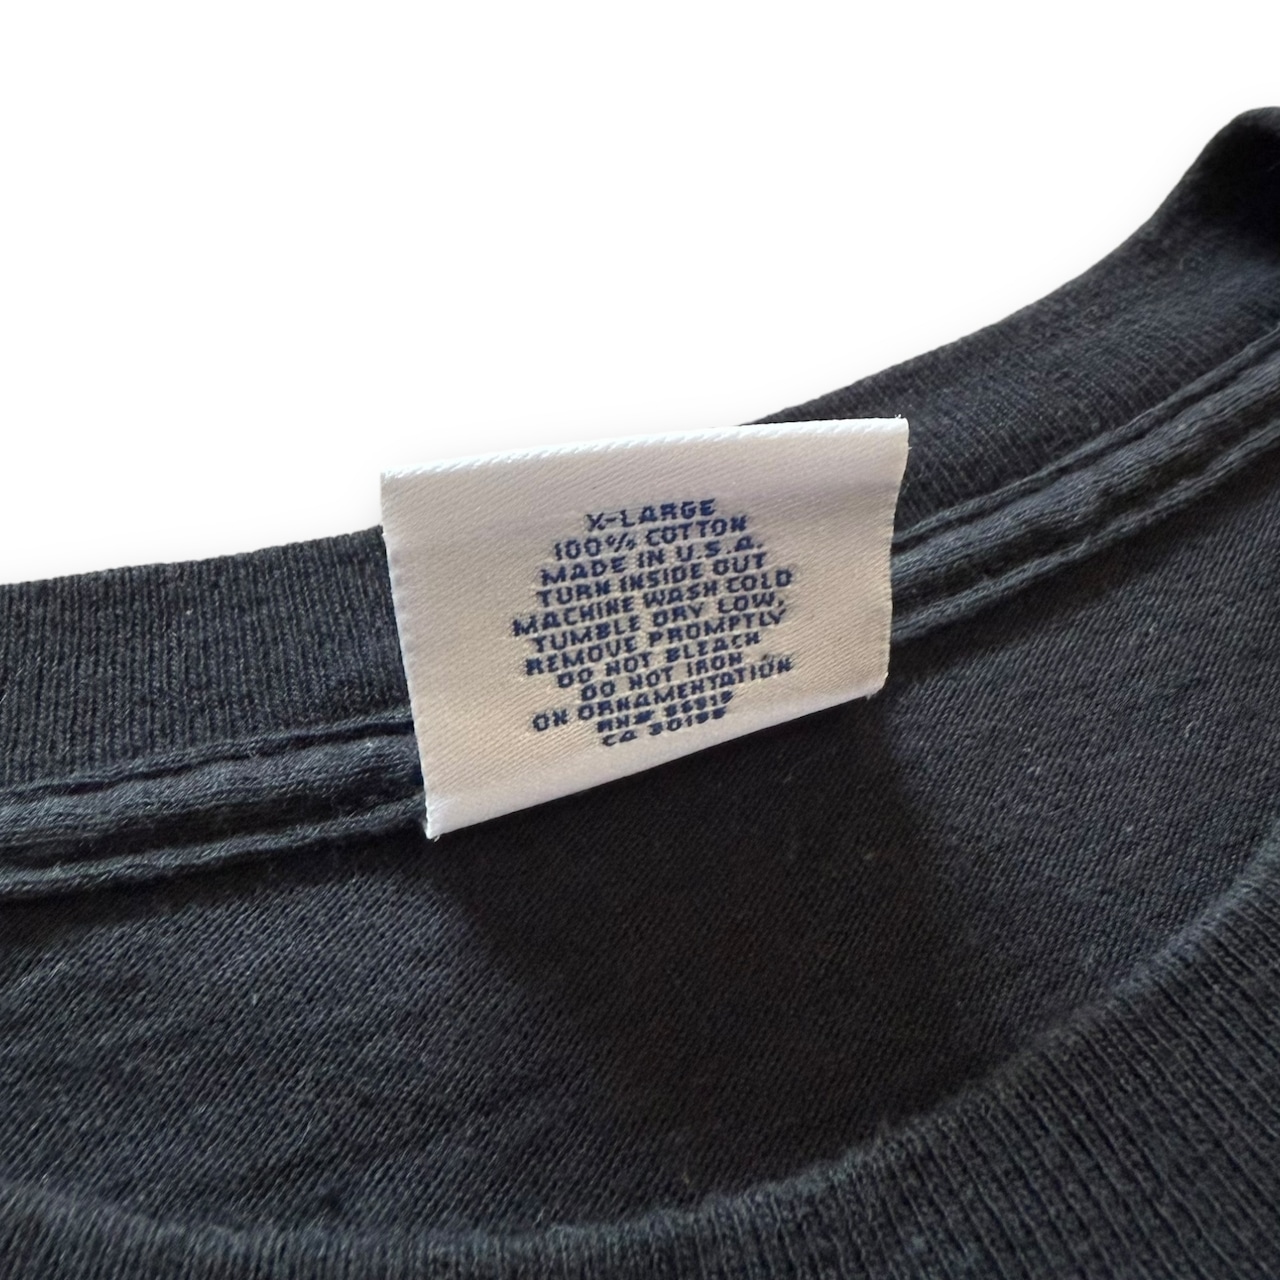 X-LARGE
100% COTTON
MADE IN U.S.A.
TURN INSIDE OUT
MACHINE WASH COLD
TUMBLE DRY LOW,
REMOVE PROMPTLY
DO NOT BLEACH
DO NOT IRON
ON ORNAMENTATION
RN#
CA